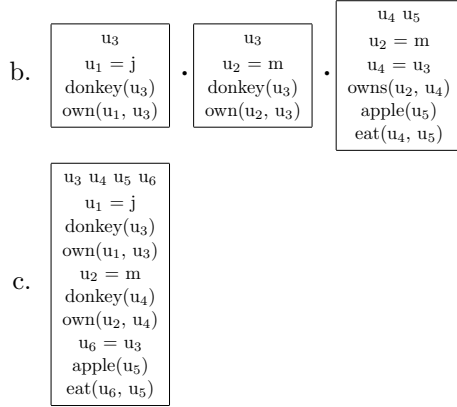 b.
u₃
u₁ = j
donkey(u₃)
own(u₁, u₃)
·
u₃
u₂ = m
donkey(u₃)
own(u₂, u₃)
·
u₄ u₅
u₂ = m
u₄ = u₃
owns(u₂, u₄)
apple(u₅)
eat(u₄, u₅)
c.
u₃ u₄ u₅ u₆
u₁ = j
donkey(u₃)
own(u₁, u₃)
u₂ = m
donkey(u₄)
own(u₂, u₄)
u₆ = u₃
apple(u₅)
eat(u₆, u₅)